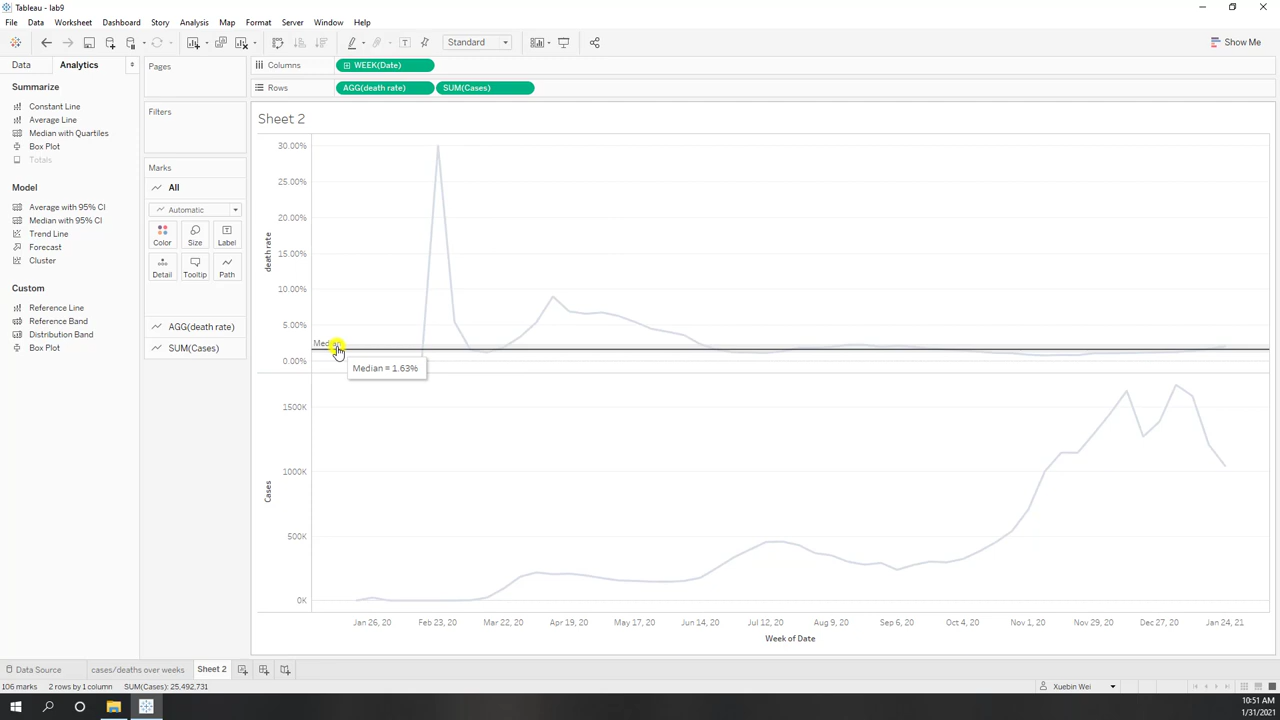 Tableau - lab9
File Data Worksheet Dashboard Story Analysis Map Format Server Window Help
Standard
Show Me
Data Analytics
Pages
Columns WEEK(Date)
Rows AGG(death rate) SUM(Cases)
Filters
Marks
All
Automatic
Color Size Label
Detail Tooltip Path
AGG(death rate)
SUM(Cases)
Summarize
Constant Line
Average Line
Median with Quartiles
Box Plot
Totals
Model
Average with 95% CI
Median with 95% CI
Trend Line
Forecast
Cluster
Custom
Reference Line
Reference Band
Distribution Band
Box Plot
Sheet 2
30.00%
25.00%
20.00%
15.00%
10.00%
5.00%
0.00%
death rate
Median = 1.63%
1500K
1000K
500K
0K
Cases
Jan 26, 20 Feb 23, 20 Mar 22, 20 Apr 19, 20 May 17, 20 Jun 14, 20 Jul 12, 20 Aug 9, 20 Sep 6, 20 Oct 4, 20 Nov 1, 20 Nov 29, 20 Dec 27, 20 Jan 24, 21
Week of Date
Data Source cases/deaths over weeks Sheet 2
106 marks 2 rows by 1 column SUM(Cases): 25,492,731
Xuebin Wei
10:51 AM
1/31/2021